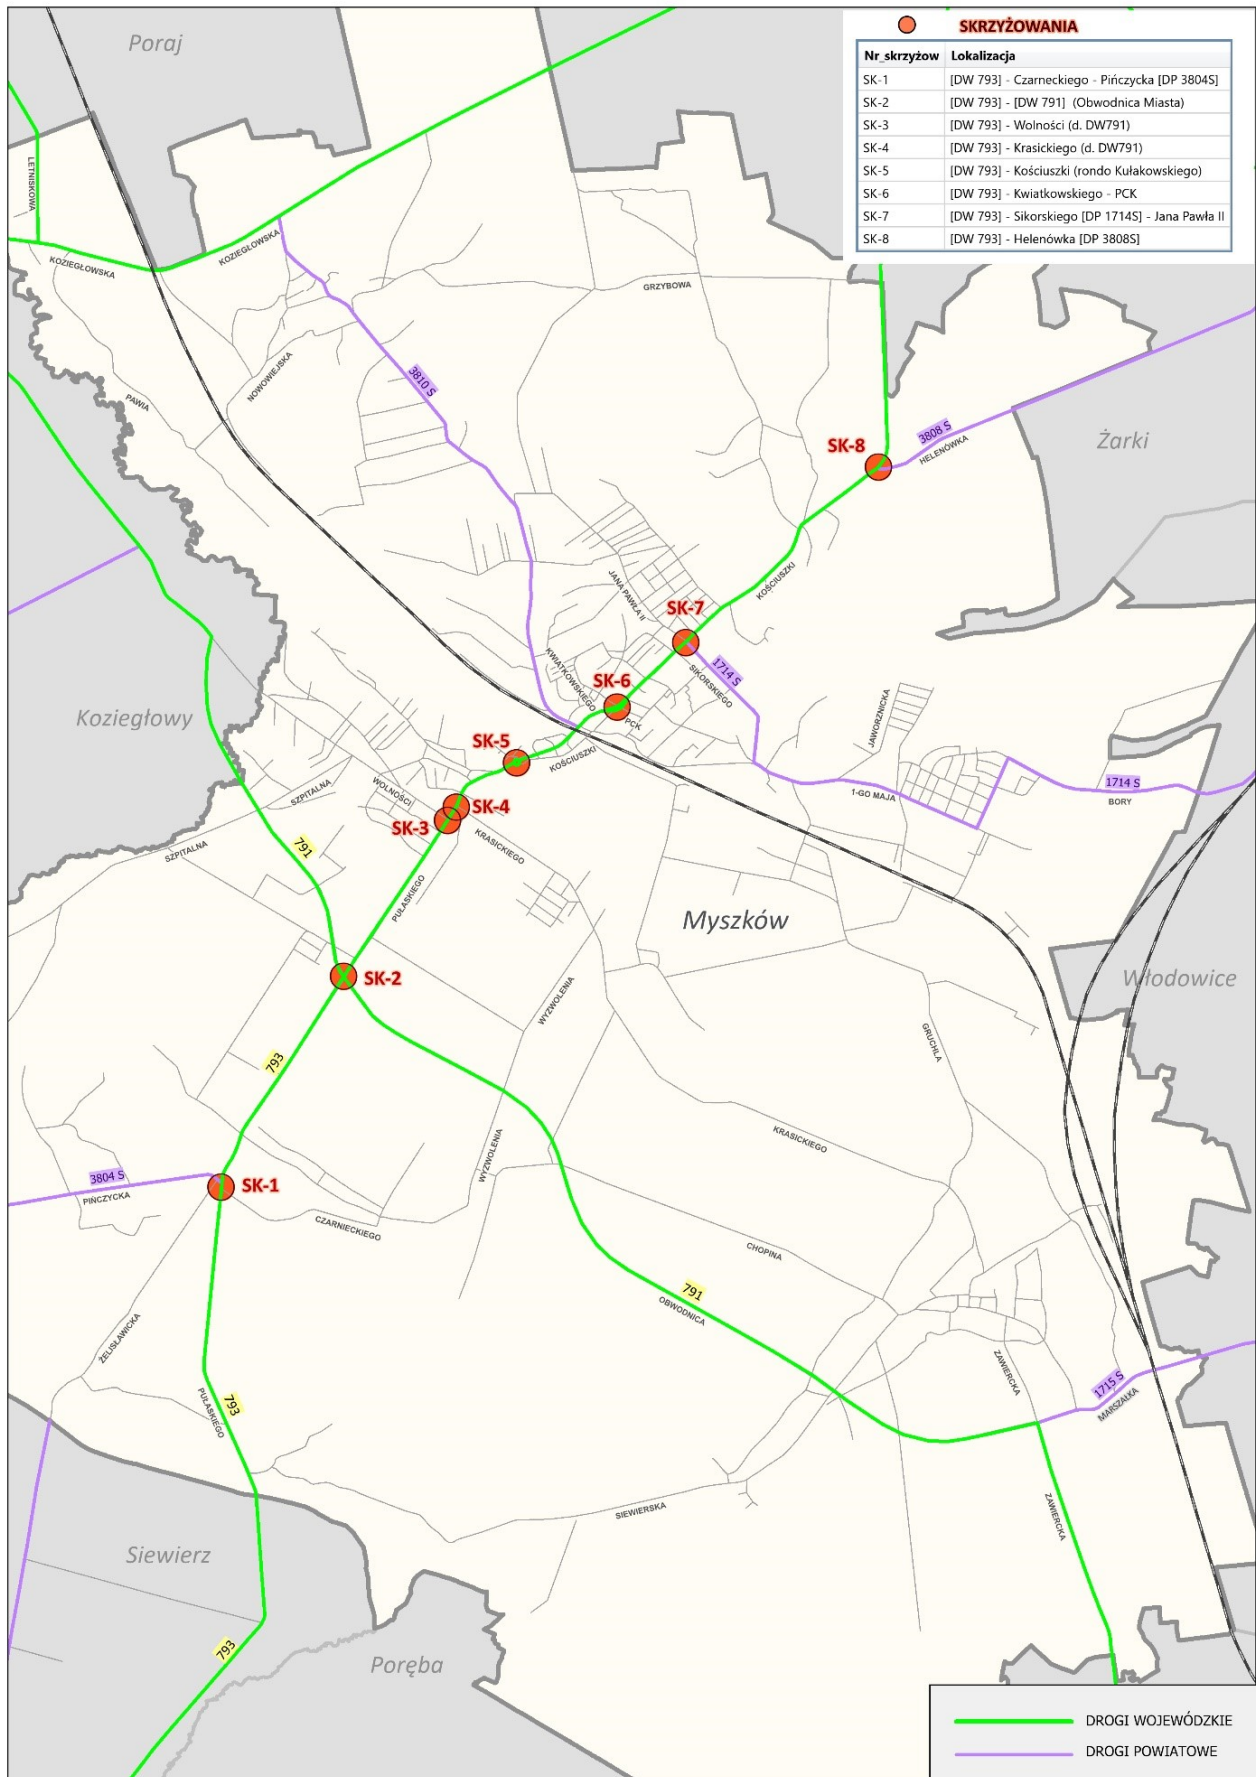 SKRZYŻOWANIA
Nr_skrzyżow Lokalizacja
SK-1 [DW 793] - Czarneckiego - Pińczycka [DP 3804S]
SK-2 [DW 793] - [DW 791] (Obwodnica Miasta)
SK-3 [DW 793] - Wolności (d. DW791)
SK-4 [DW 793] - Krasickiego (d. DW791)
SK-5 [DW 793] - Kościuszki (rondo Kułakowskiego)
SK-6 [DW 793] - Kwiatkowskiego - PCK
SK-7 [DW 793] - Sikorskiego [DP 1714S] - Jana Pawła II
SK-8 [DW 793] - Helenówka [DP 3808S]
Poraj
LETNISKOWA
KOZIEGŁOWSKA
KOZIEGŁOWSKA
GRZYBOWA
NOWOWIEJSKA
PAWIA
3810 S
SK-8
3808 S
HELENÓWKA
Żarki
KOŚCIUSZKI
JANA PAWŁA II
SK-7
1714 S
SIKORSKIEGO
KWIATKOWSKIEGO
SK-6
PCK
JAWORZNICKA
Koziegłowy
SK-5
KOŚCIUSZKI
1-GO MAJA
1714 S
BORY
SZPITALNA
WOLNOŚCI
SK-4
SK-3
KRASICKIEGO
SZPITALNA
791
PUŁASKIEGO
Myszków
SK-2
Włodowice
WYZWOLENIA
GRUCHLA
793
KRASICKIEGO
WYZWOLENIA
3804 S
PIŃCZYCKA
SK-1
CZARNIECKIEGO
CHOPINA
791
OBWODNICA
ŻELISŁAWICKA
793
PUŁASKIEGO
ZAWIERCKA
1715 S
MARSZAŁKA
SIEWIERSKA
ZAWIERCKA
Siewierz
793
Poręba
DROGI WOJEWÓDZKIE
DROGI POWIATOWE